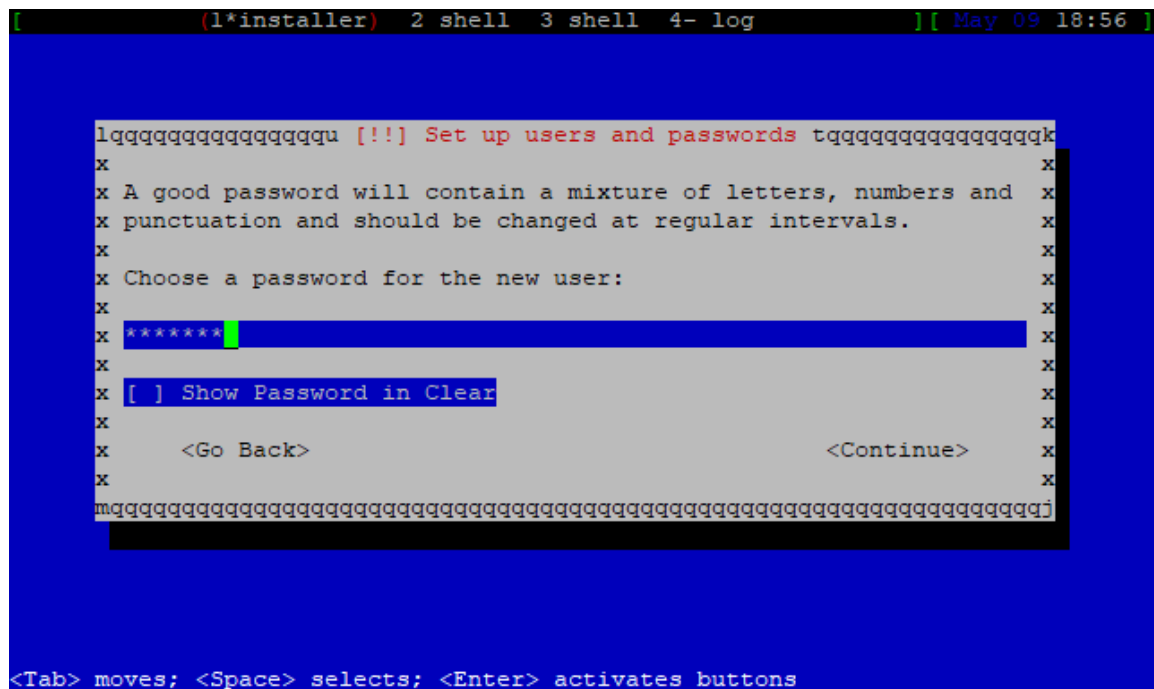 [ (1*installer) 2 shell 3 shell 4- log ][ May 09 18:56 ]
lqqqqqqqqqqqqqqqqu [!!] Set up users and passwords tqqqqqqqqqqqqqqqk
x x
x A good password will contain a mixture of letters, numbers and x
x punctuation and should be changed at regular intervals. x
x x
x Choose a password for the new user: x
x x
x ******* x
x x
x [ ] Show Password in Clear x
x x
x <Go Back> <Continue> x
x x
mqqqqqqqqqqqqqqqqqqqqqqqqqqqqqqqqqqqqqqqqqqqqqqqqqqqqqqqqqqqqqqqqqj
<Tab> moves; <Space> selects; <Enter> activates buttons